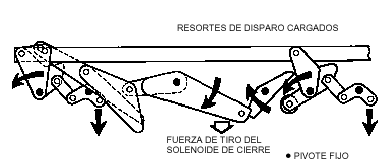 RESORTES DE DISPARO CARGADOS
FUERZA DE TIRO DEL
SOLENOIDE DE CIERRE
• PIVOTE FIJO